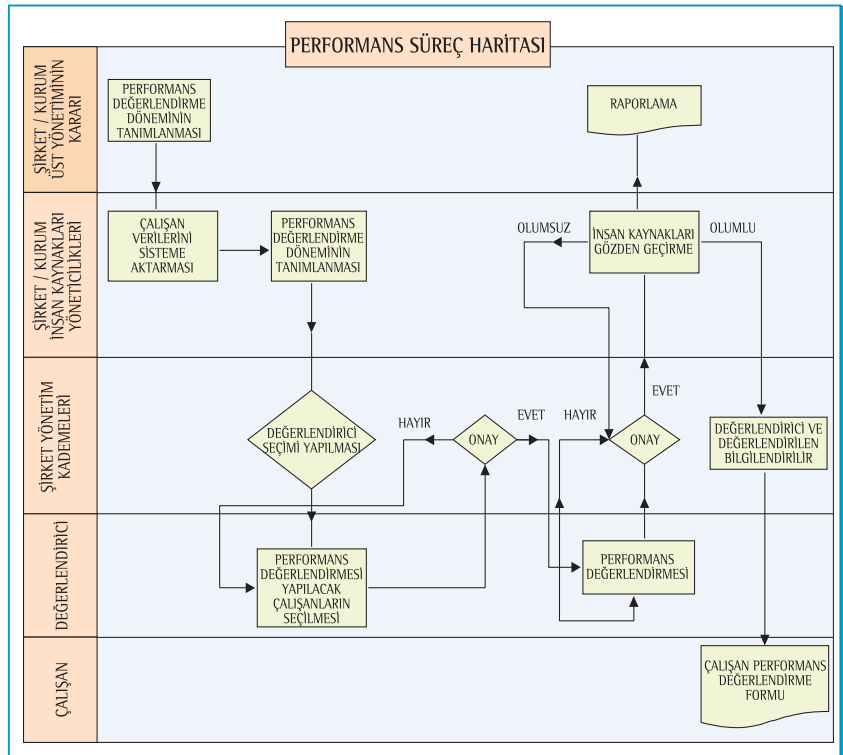 PERFORMANS SÜREÇ HARİTASI
ŞİRKET / KURUM
ÜST YÖNETİMİNİN
KARARI
PERFORMANS
DEĞERLENDİRME
DÖNEMİNİN
TANIMLANMASI
RAPORLAMA
ŞİRKET / KURUM
İNSAN KAYNAKLARI
YÖNETİCİLİKLERİ
ÇALIŞAN
VERİLERİNİ
SİSTEME
AKTARMASI
PERFORMANS
DEĞERLENDİRME
DÖNEMİNİN
TANIMLANMASI
OLUMSUZ
İNSAN KAYNAKLARI
GÖZDEN GEÇİRME
OLUMLU
ŞİRKET YÖNETİM
KADEMELERİ
DEĞERLENDİRİCİ
SEÇİMİ YAPILMASI
HAYIR
ONAY
EVET
HAYIR
ONAY
EVET
DEĞERLENDİRİCİ VE
DEĞERLENDİRİLEN
BİLGİLENDİRİLİR
DEĞERLENDİRİCİ
PERFORMANS
DEĞERLENDİRMESİ
YAPILACAK
ÇALIŞANLARIN
SEÇİLMESİ
PERFORMANS
DEĞERLENDİRMESİ
ÇALIŞAN
ÇALIŞAN PERFORMANS
DEĞERLENDİRME
FORMU